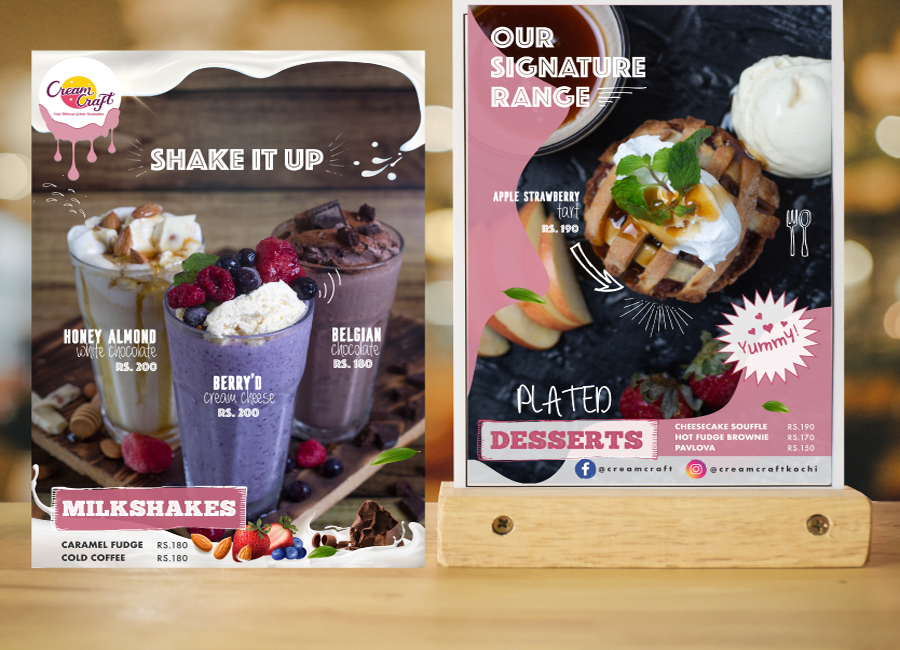 Cream
Craft
SHAKE IT UP
HONEY ALMOND
white chocolate
RS. 200
BERRY'D
cream cheese
RS. 200
BELGIAN
chocolate
RS. 180
MILKSHAKES
CARAMEL FUDGE RS.180
COLD COFFEE RS.180
OUR
SIGNATURE
RANGE
APPLE STRAWBERRY
tart
RS. 190
Yummy!
PLATED
DESSERTS
CHEESECAKE SOUFFLE RS.190
HOT FUDGE BROWNIE RS.170
PAVLOVA RS.150
@creamcraft @creamcraftkochi